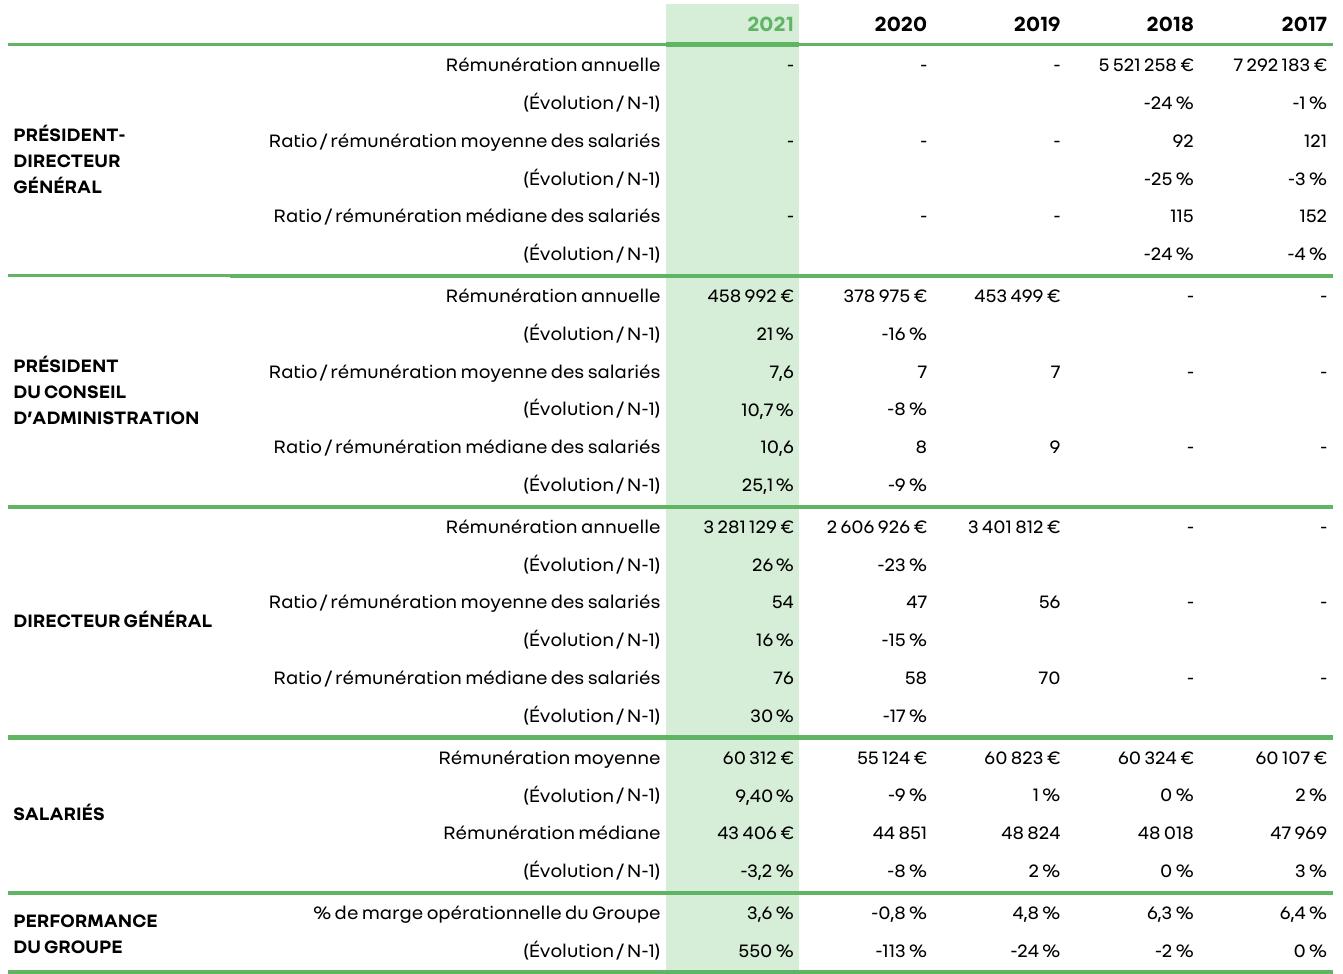 2021 2020 2019 2018 2017
PRÉSIDENT-
DIRECTEUR
GÉNÉRAL
Rémunération annuelle - - - 5 521 258 € 7 292 183 €
(Évolution / N-1) -24 % -1 %
Ratio / rémunération moyenne des salariés - - - 92 121
(Évolution / N-1) -25 % -3 %
Ratio / rémunération médiane des salariés - - - 115 152
(Évolution / N-1) -24 % -4 %
PRÉSIDENT
DU CONSEIL
D’ADMINISTRATION
Rémunération annuelle 458 992 € 378 975 € 453 499 € - -
(Évolution / N-1) 21 % -16 %
Ratio / rémunération moyenne des salariés 7,6 7 7 - -
(Évolution / N-1) 10,7 % -8 %
Ratio / rémunération médiane des salariés 10,6 8 9 - -
(Évolution / N-1) 25,1 % -9 %
DIRECTEUR GÉNÉRAL
Rémunération annuelle 3 281 129 € 2 606 926 € 3 401 812 € - -
(Évolution / N-1) 26 % -23 %
Ratio / rémunération moyenne des salariés 54 47 56 - -
(Évolution / N-1) 16 % -15 %
Ratio / rémunération médiane des salariés 76 58 70 - -
(Évolution / N-1) 30 % -17 %
SALARIÉS
Rémunération moyenne 60 312 € 55 124 € 60 823 € 60 324 € 60 107 €
(Évolution / N-1) 9,40 % -9 % 1 % 0 % 2 %
Rémunération médiane 43 406 € 44 851 48 824 48 018 47 969
(Évolution / N-1) -3,2 % -8 % 2 % 0 % 3 %
PERFORMANCE
DU GROUPE
% de marge opérationnelle du Groupe 3,6 % -0,8 % 4,8 % 6,3 % 6,4 %
(Évolution / N-1) 550 % -113 % -24 % -2 % 0 %